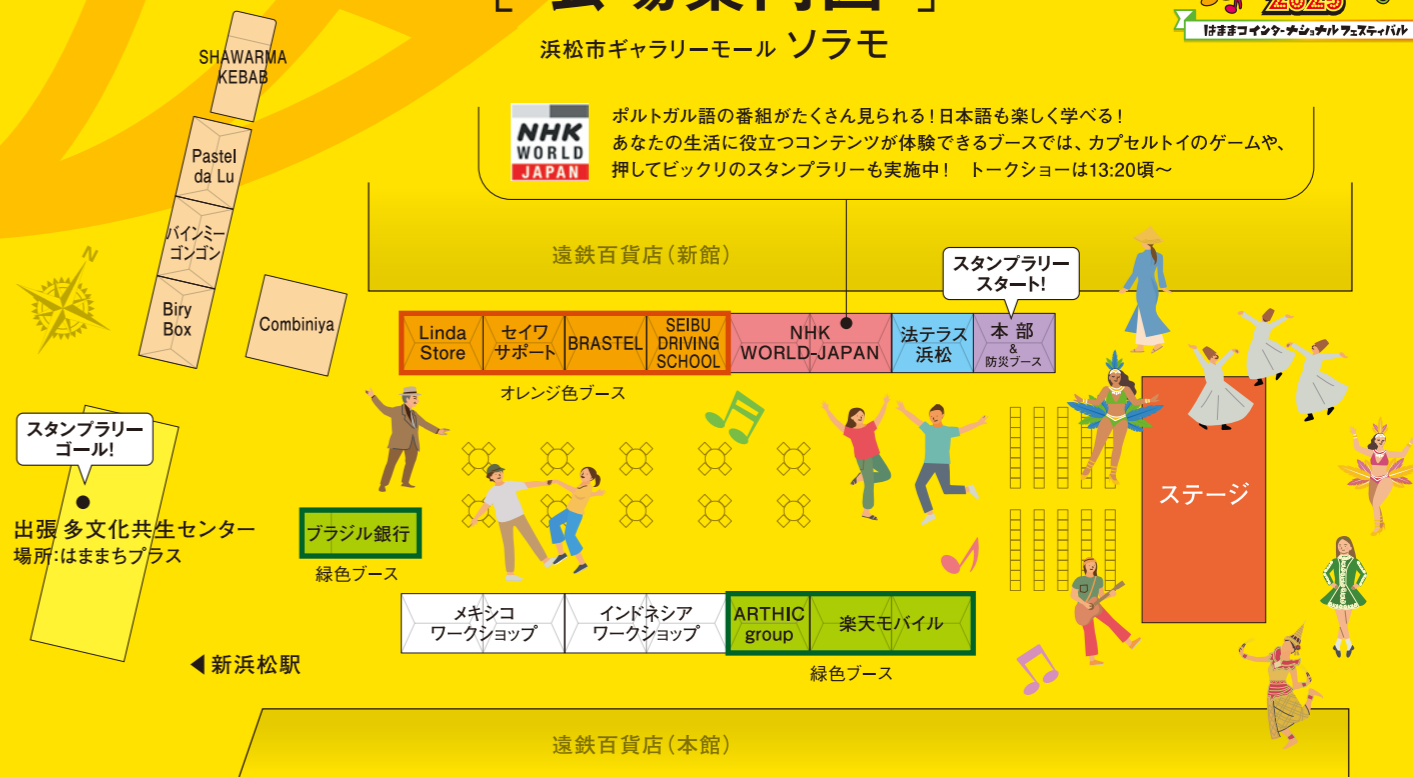 [ 会場案内図 ]
浜松市ギャラリーモール ソラモ
2025
はままつインターナショナルフェスティバル
NHK
WORLD
JAPAN
ポルトガル語の番組がたくさん見られる！日本語も楽しく学べる！
あなたの生活に役立つコンテンツが体験できるブースでは、カプセルトイのゲームや、
押してビックリのスタンプラリーも実施中！　トークショーは13:20頃～
SHAWARMA
KEBAB
Pastel
da Lu
バインミー
ゴンゴン
Biry
Box
Combiniya
N
遠鉄百貨店（新館）
スタンプラリー
スタート！
Linda
Store
セイワ
サポート
BRASTEL
SEIBU
DRIVING
SCHOOL
NHK
WORLD-JAPAN
法テラス
浜松
本部
&
防災ブース
オレンジ色ブース
スタンプラリー
ゴール！
出張 多文化共生センター
場所：はままちプラス
ブラジル銀行
緑色ブース
ステージ
メキシコ
ワークショップ
インドネシア
ワークショップ
ARTHIC
group
楽天モバイル
緑色ブース
◀新浜松駅
遠鉄百貨店（本館）